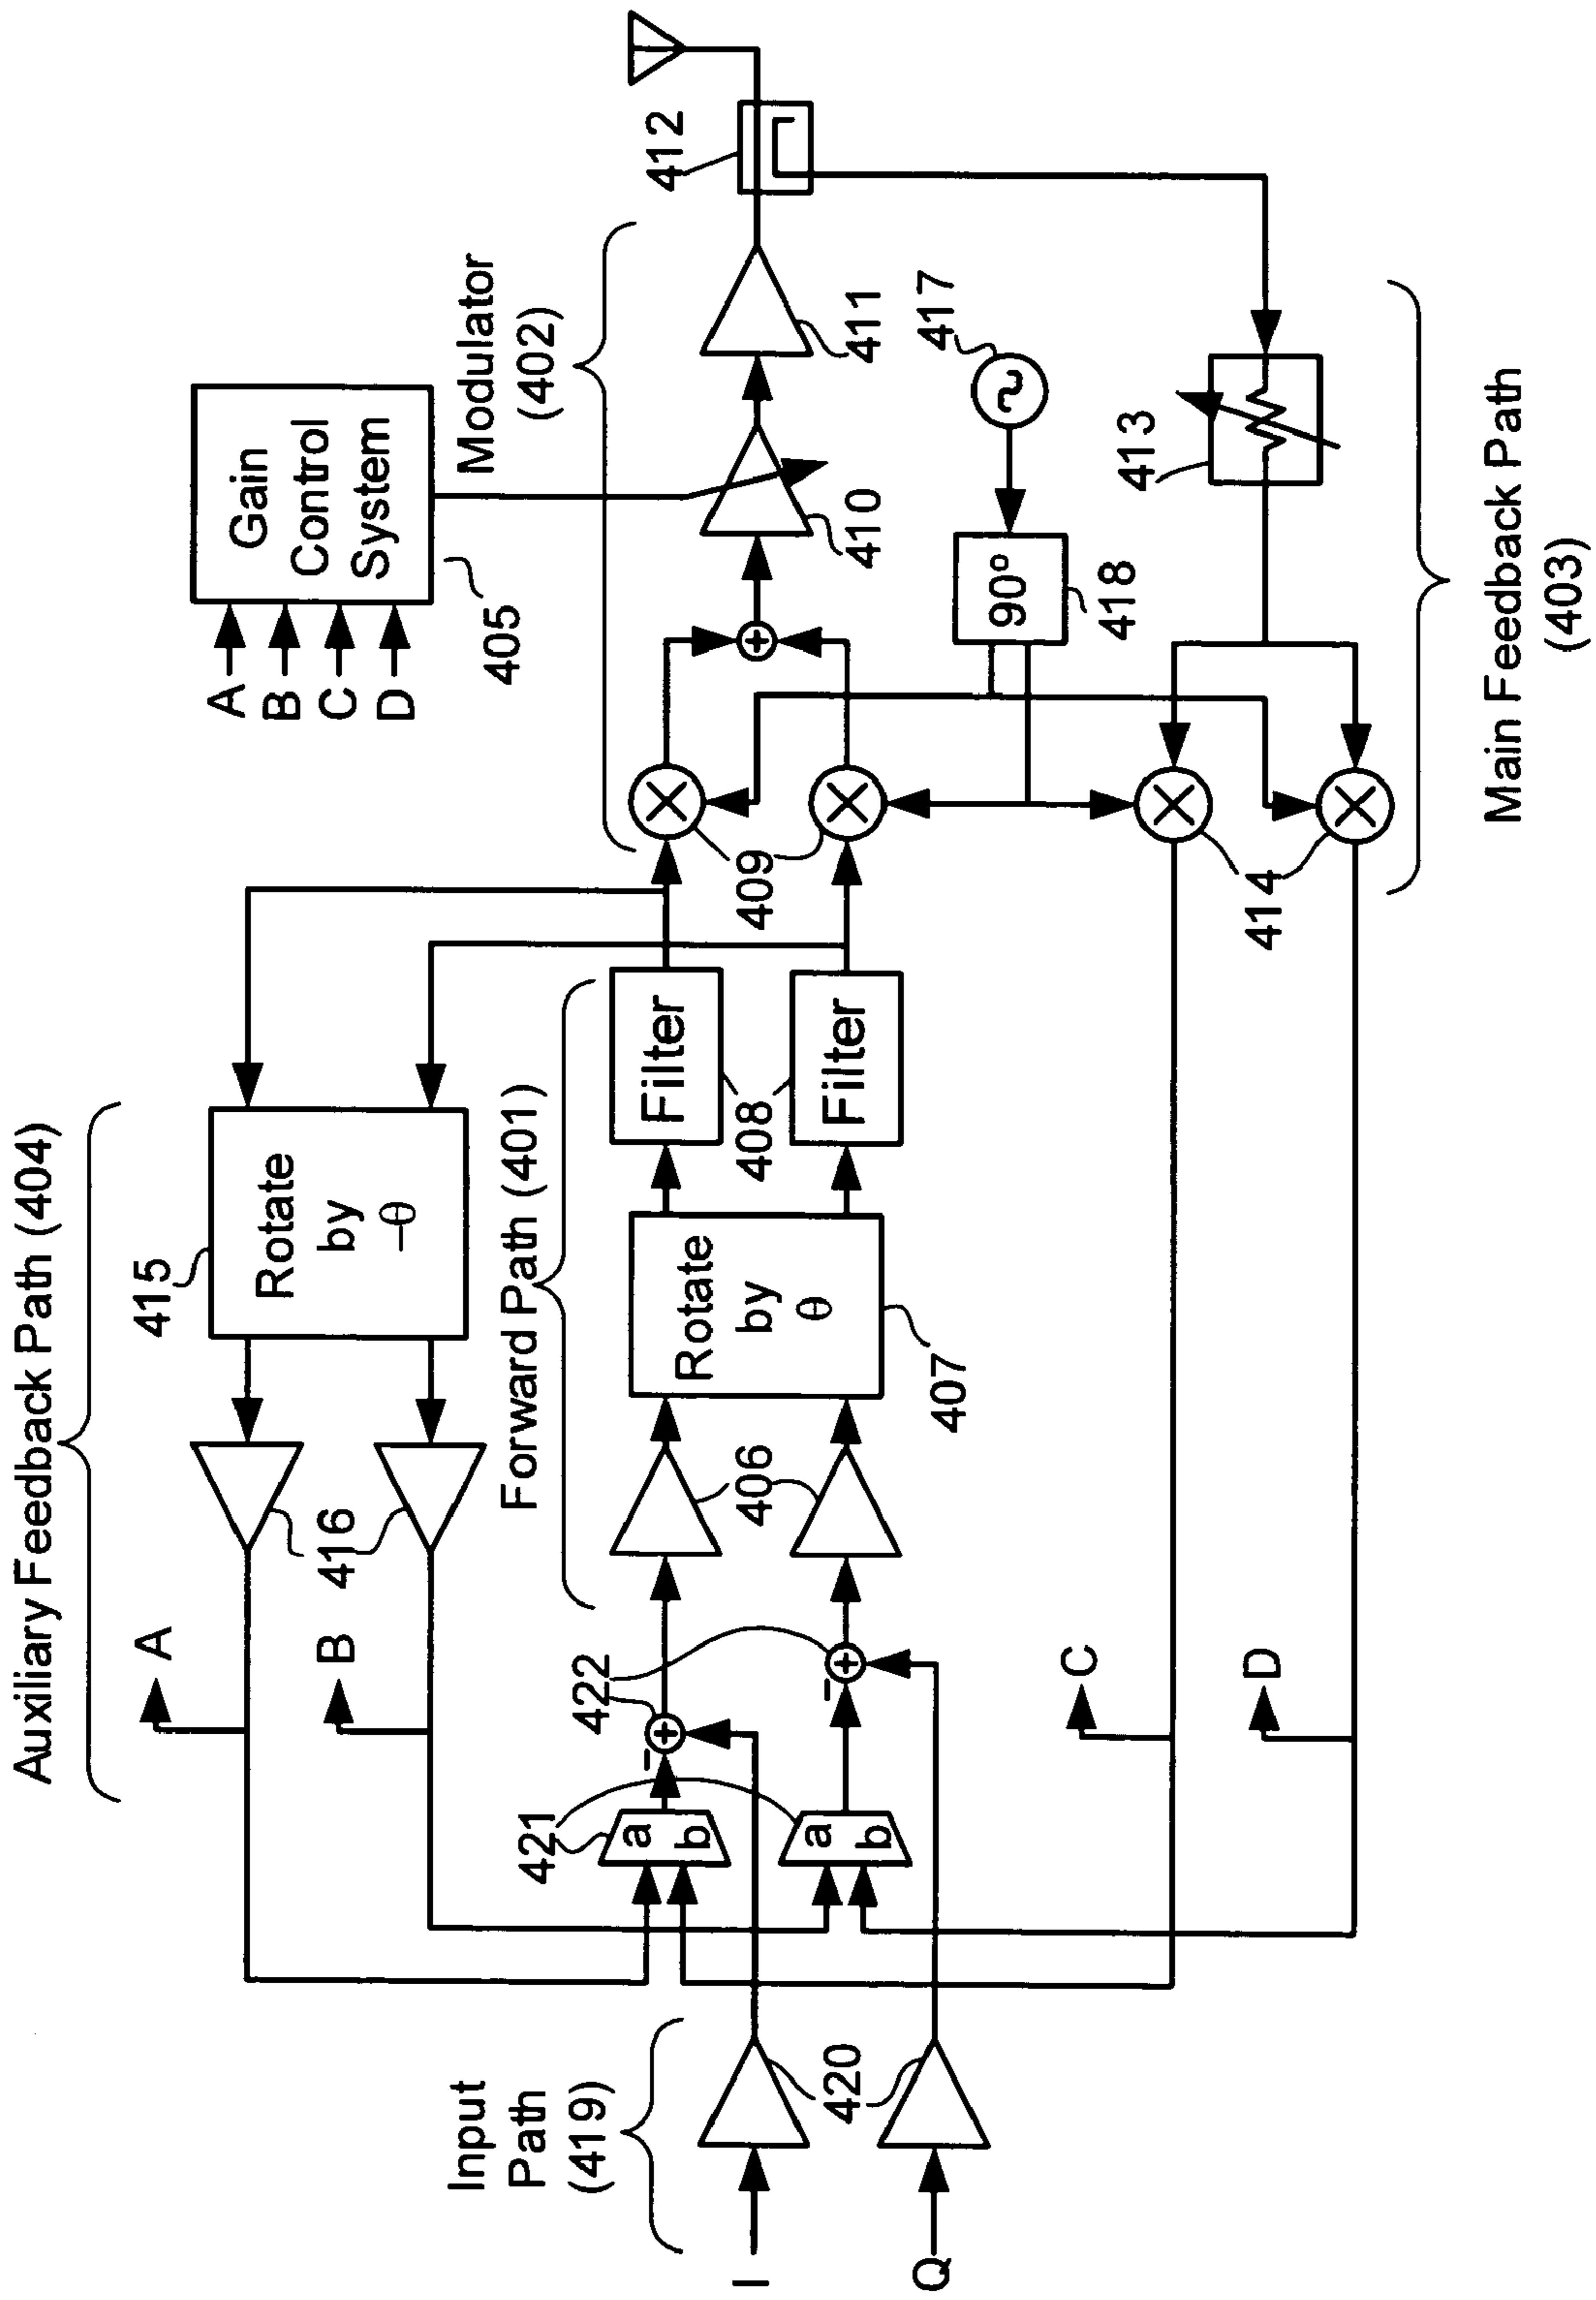 Auxiliary Feedback Path (404)
A
B
C
D
Gain
Control
System
405
415
Rotate
by
–θ
416
A
B
Modulator
(402)
412
Forward Path (401)
Filter
408
Filter
409
410
411
417
90º
418
413
Input
Path
(419)
I
Q
420
421
a
b
a
b
422
–
–
406
Rotate
by
θ
407
C
D
414
Main Feedback Path
(403)